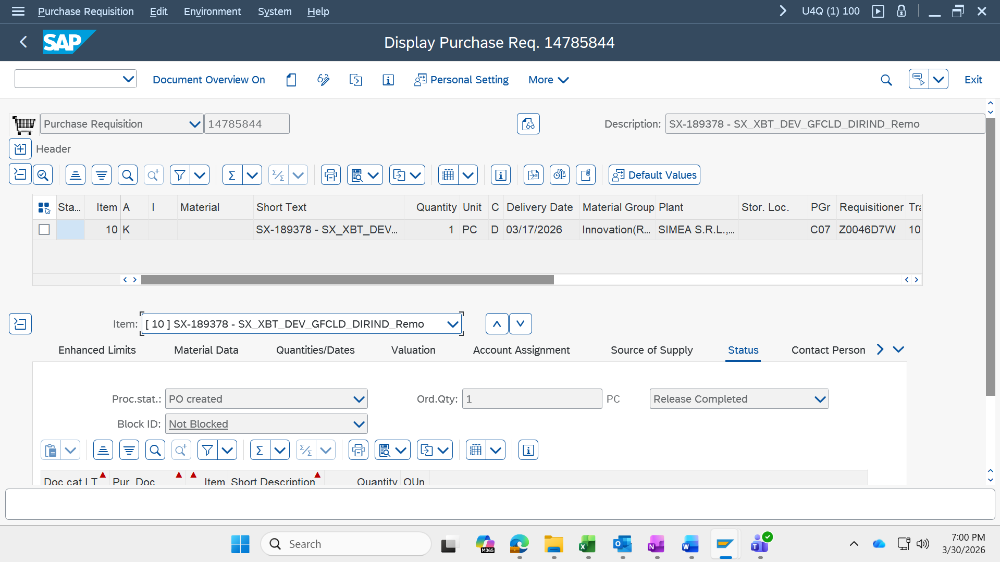 Purchase Requisition Edit Environment System Help U4Q (1) 100
SAP Display Purchase Req. 14785844
Document Overview On Personal Setting More Exit
Purchase Requisition 14785844 Description: SX-189378 - SX_XBT_DEV_GFCLD_DIRIND_Remo
Header
Default Values
Sta... Item A I Material Short Text Quantity Unit C Delivery Date Material Group Plant Stor. Loc. PGr Requisitioner Tra
10 K SX-189378 - SX_XBT_DEV... 1 PC D 03/17/2026 Innovation(R... SIMEA S.R.L.,... C07 Z0046D7W 10
Item: [ 10 ] SX-189378 - SX_XBT_DEV_GFCLD_DIRIND_Remo
Enhanced Limits Material Data Quantities/Dates Valuation Account Assignment Source of Supply Status Contact Person
Proc.stat.: PO created Ord.Qty: 1 PC Release Completed
Block ID: Not Blocked
Doc.cat.LT Pur. Doc. Item Short Description Quantity OUn
Search M365 7:00 PM
3/30/2026